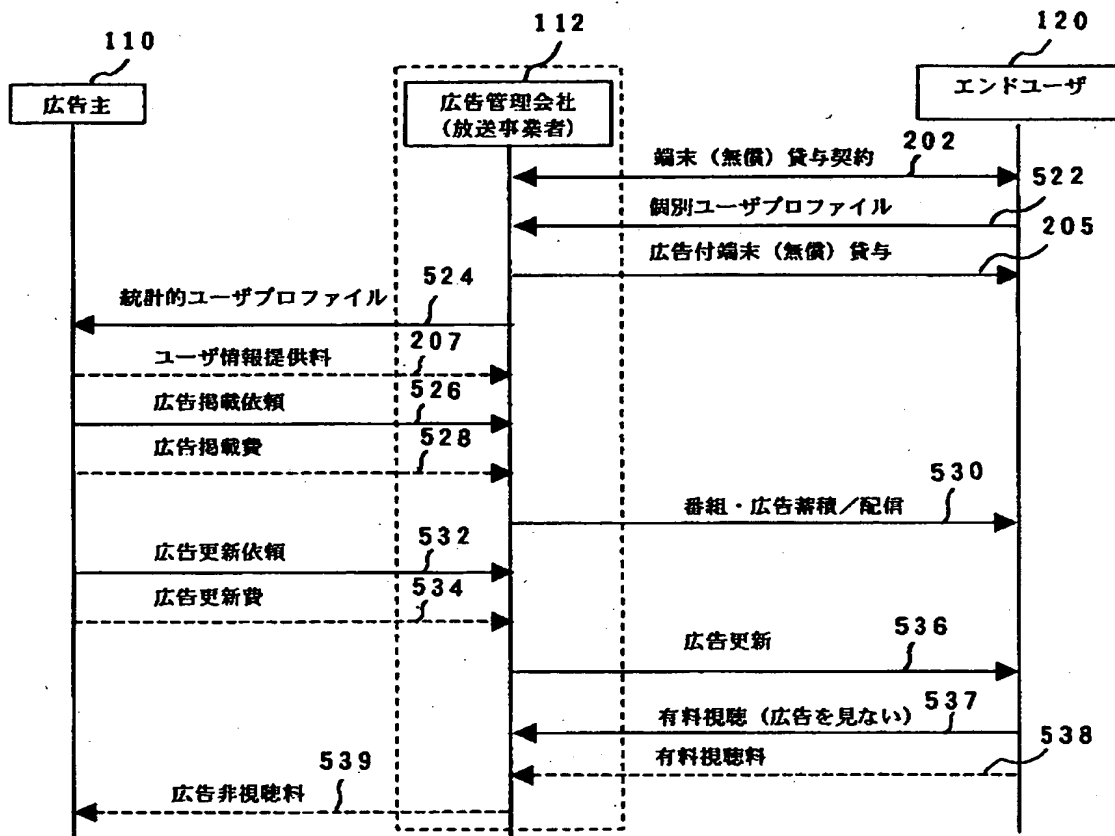 110
112
120
広告主
広告管理会社
(放送事業者)
エンドユーザ
端末(無償)貸与契約
202
個別ユーザプロファイル
522
広告付端末(無償)貸与
205
統計的ユーザプロファイル
524
ユーザ情報提供料
207
広告掲載依頼
526
広告掲載費
528
番組・広告蓄積/配信
530
広告更新依頼
532
広告更新費
534
広告更新
536
有料視聴(広告を見ない)
537
有料視聴料
538
広告非視聴料
539